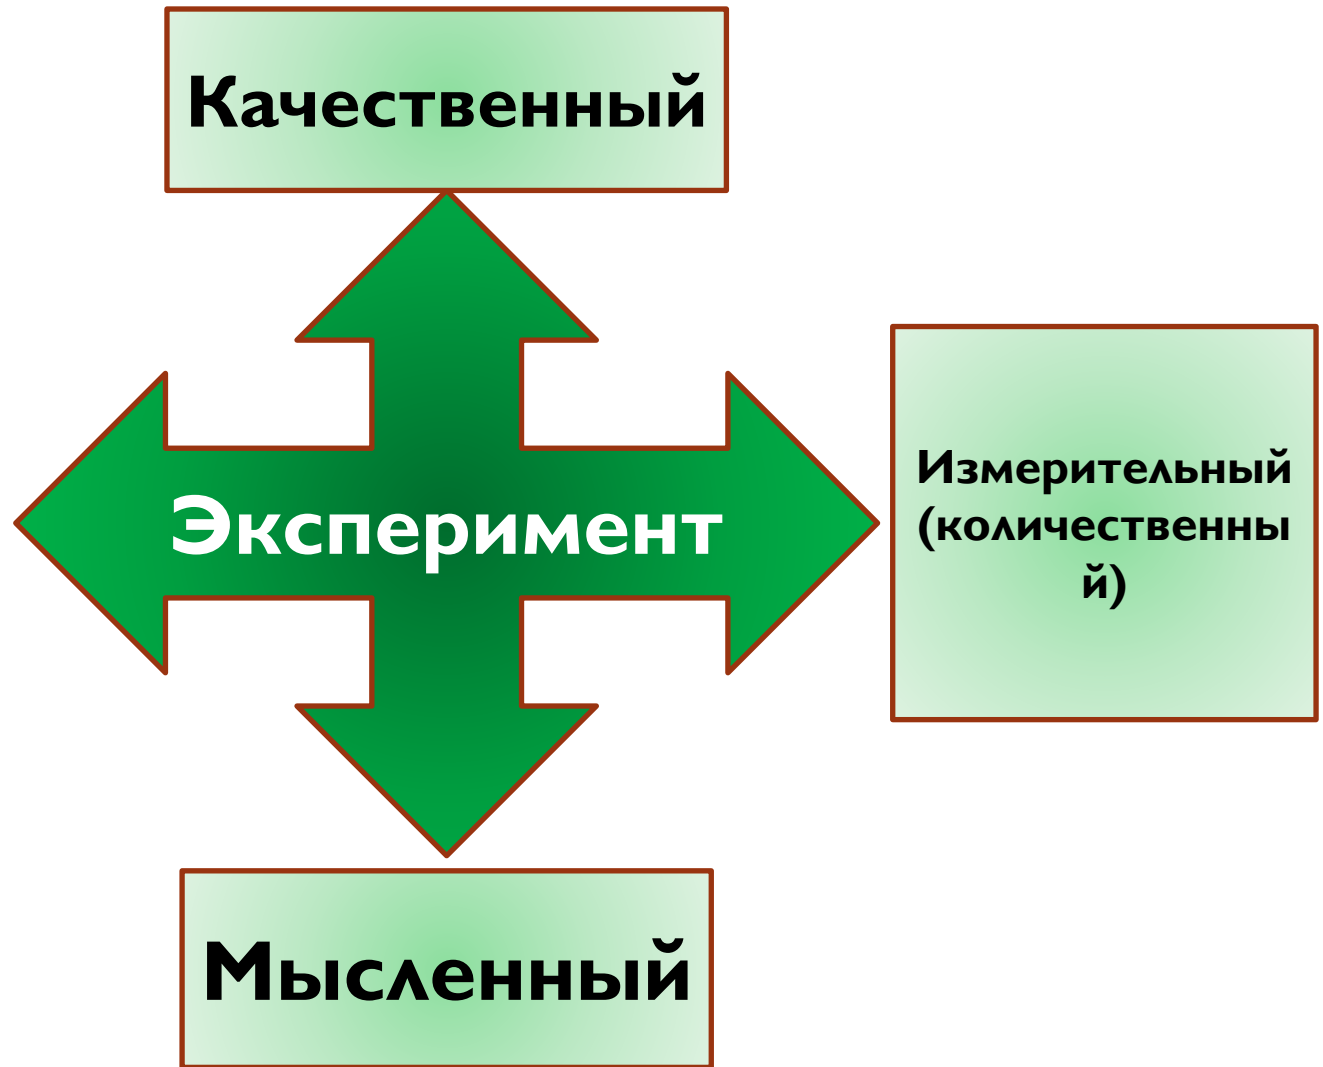 Качественный
Измерительный
(количественны
й)
Эксперимент
Мысленный